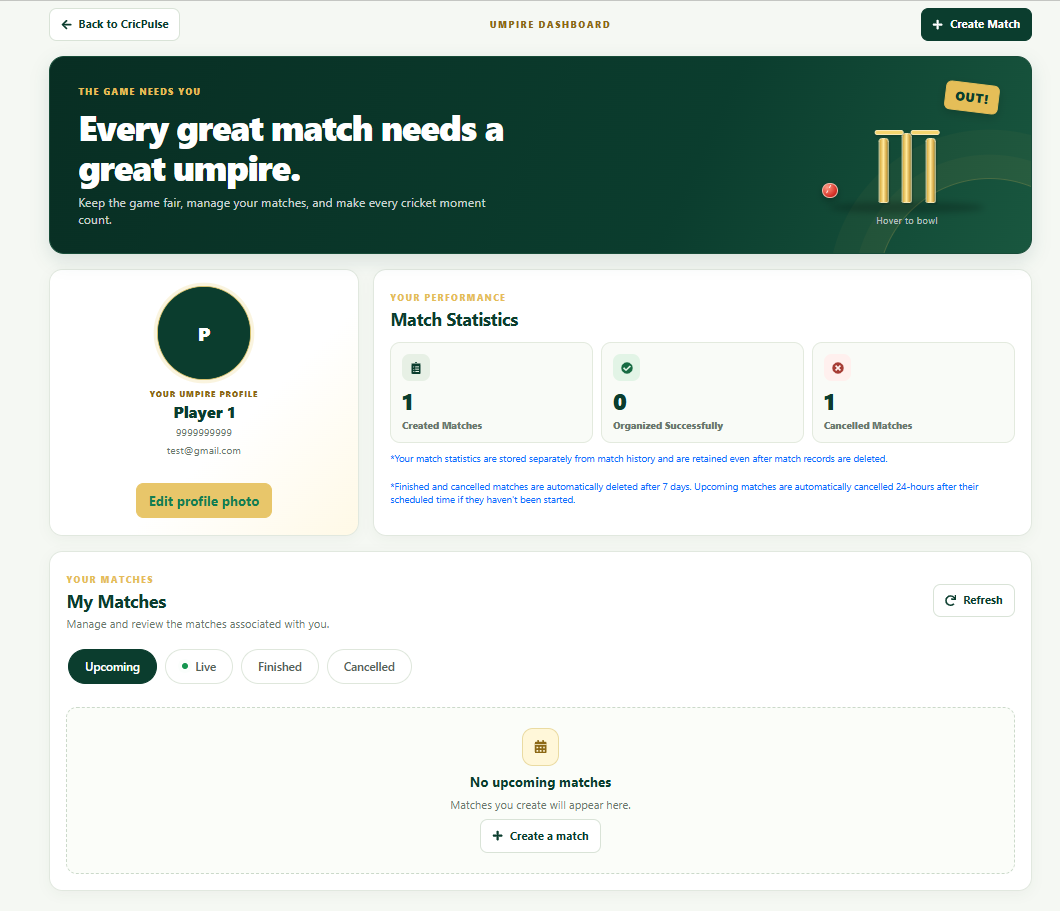 Back to CricPulse
UMPIRE DASHBOARD
Create Match
THE GAME NEEDS YOU
Every great match needs a
great umpire.
Keep the game fair, manage your matches, and make every cricket moment
count.
OUT!
Hover to bowl
P
YOUR UMPIRE PROFILE
Player 1
9999999999
test@gmail.com
Edit profile photo
YOUR PERFORMANCE
Match Statistics
1
Created Matches
0
Organized Successfully
1
Cancelled Matches
*Your match statistics are stored separately from match history and are retained even after match records are deleted.
*Finished and cancelled matches are automatically deleted after 7 days. Upcoming matches are automatically cancelled 24-hours after their
scheduled time if they haven't been started.
YOUR MATCHES
My Matches
Manage and review the matches associated with you.
Refresh
Upcoming
Live
Finished
Cancelled
No upcoming matches
Matches you create will appear here.
Create a match